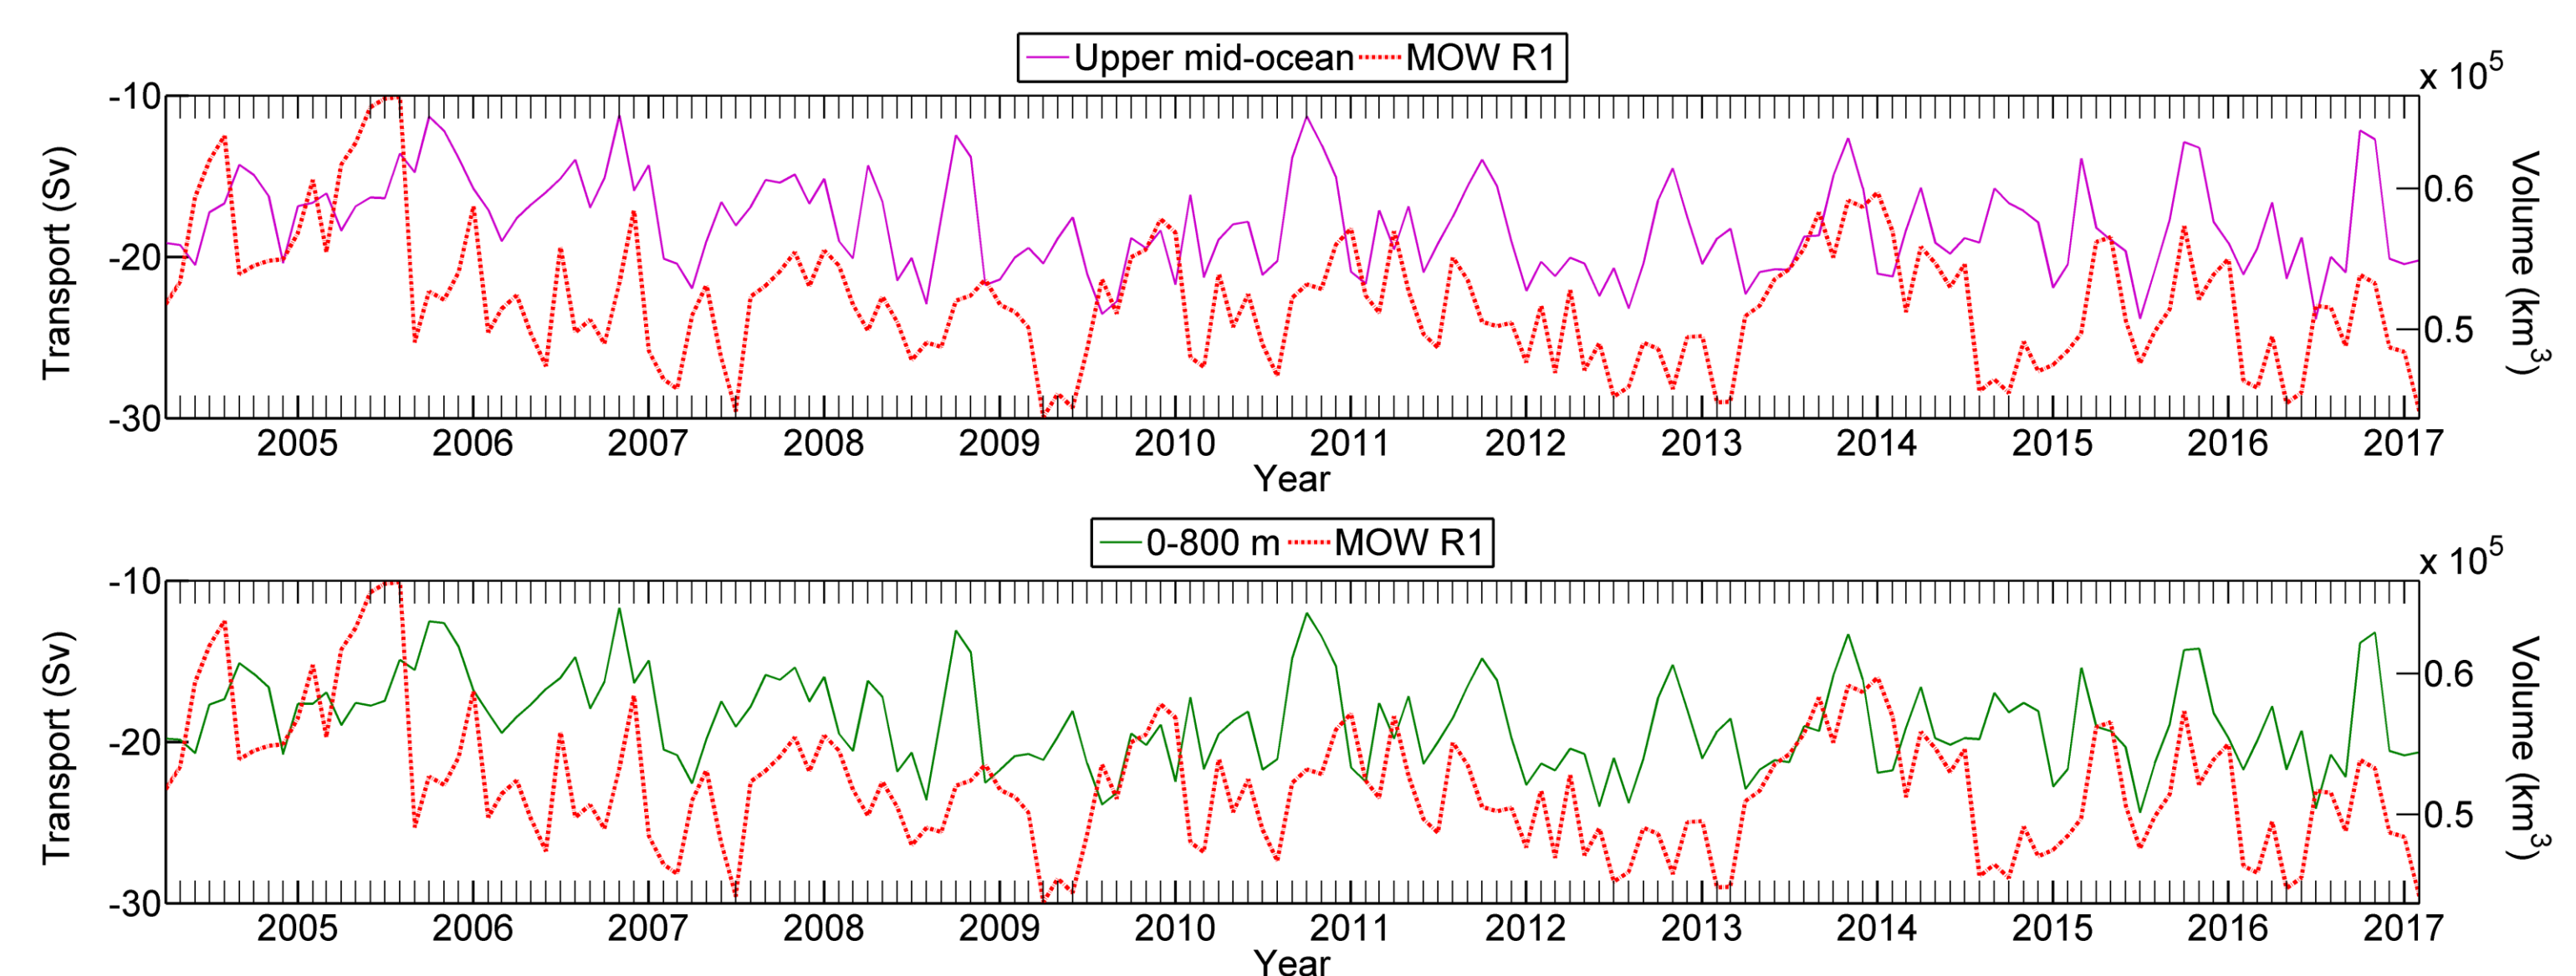 Upper mid-ocean MOW R1
x 10^5
-10
-20
-30
Transport (Sv)
0.6
0.5
Volume (km^3)
2005 2006 2007 2008 2009 2010 2011 2012 2013 2014 2015 2016 2017
Year
0-800 m MOW R1
x 10^5
-10
-20
-30
Transport (Sv)
0.6
0.5
Volume (km^3)
2005 2006 2007 2008 2009 2010 2011 2012 2013 2014 2015 2016 2017
Year